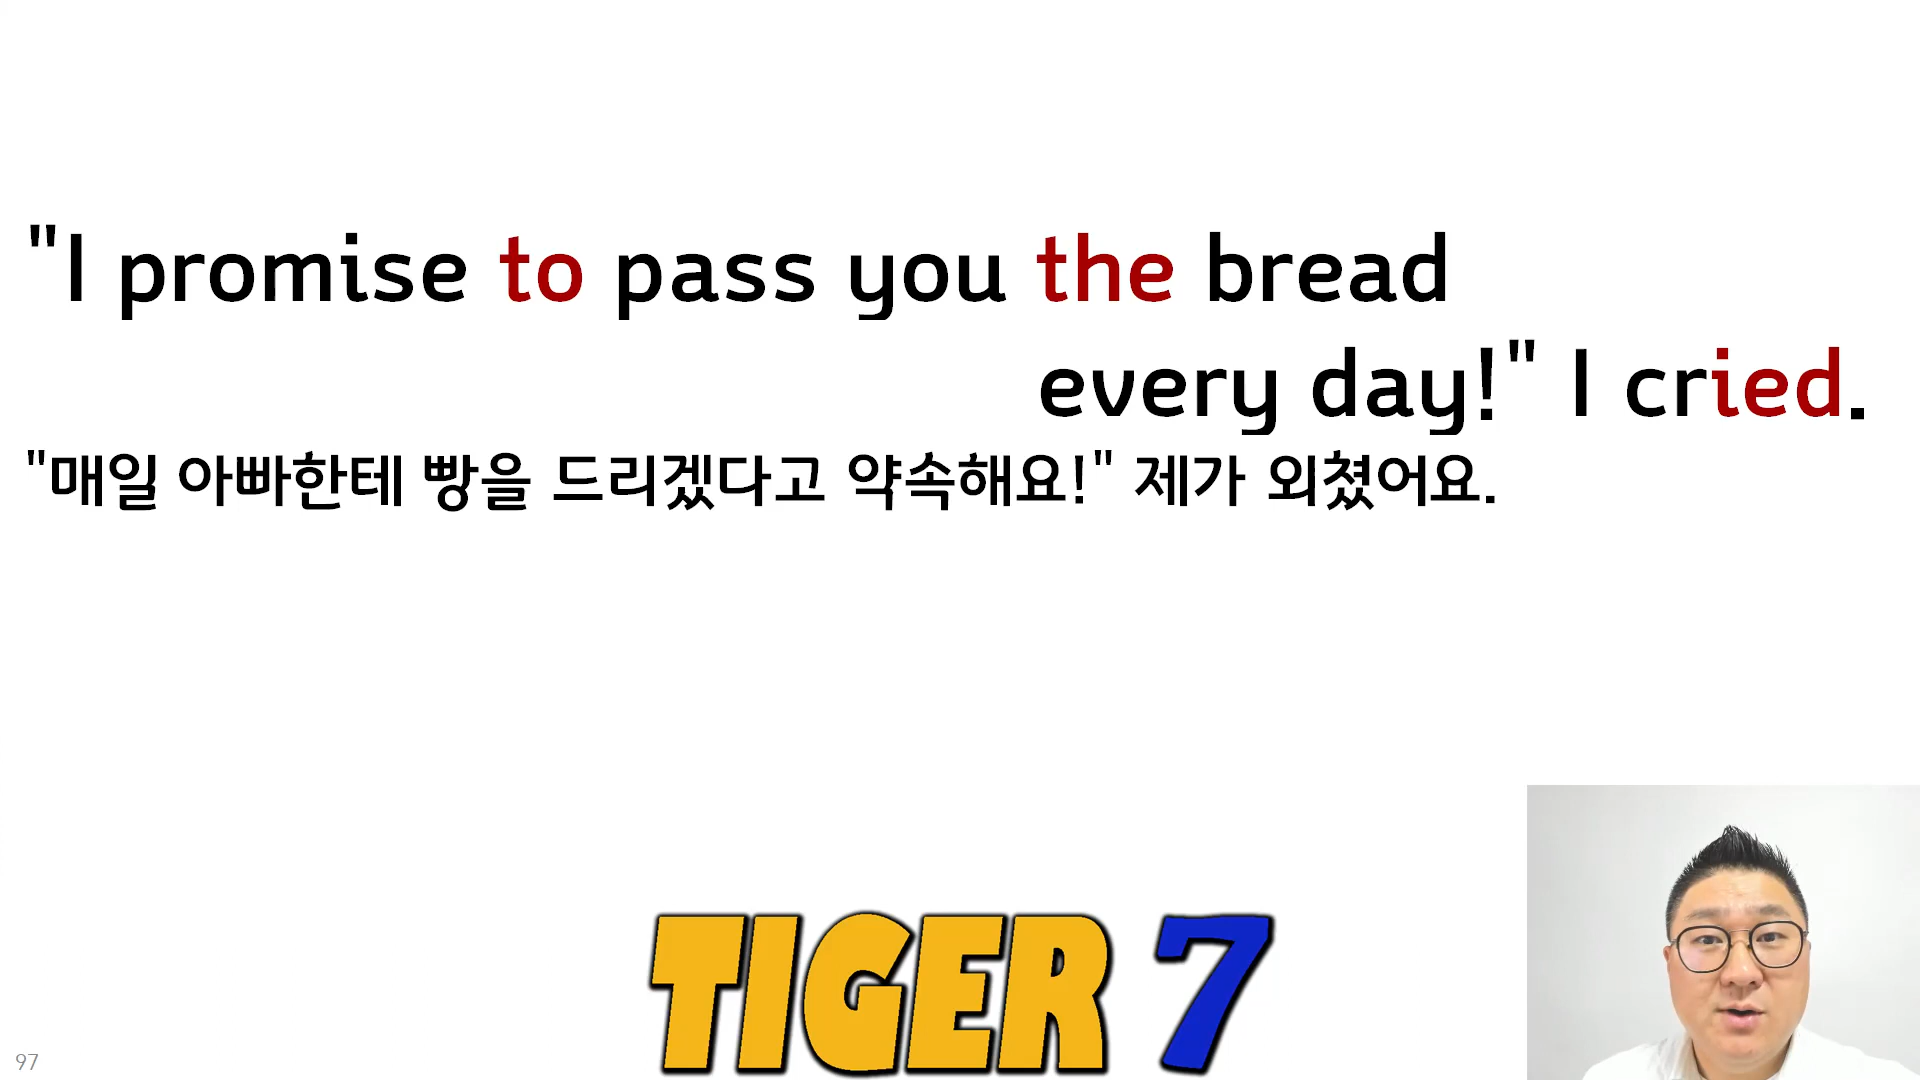 "I promise to pass you the bread
every day!" I cried.
"매일 아빠한테 빵을 드리겠다고 약속해요!" 제가 외쳤어요.
TIGER 7
97